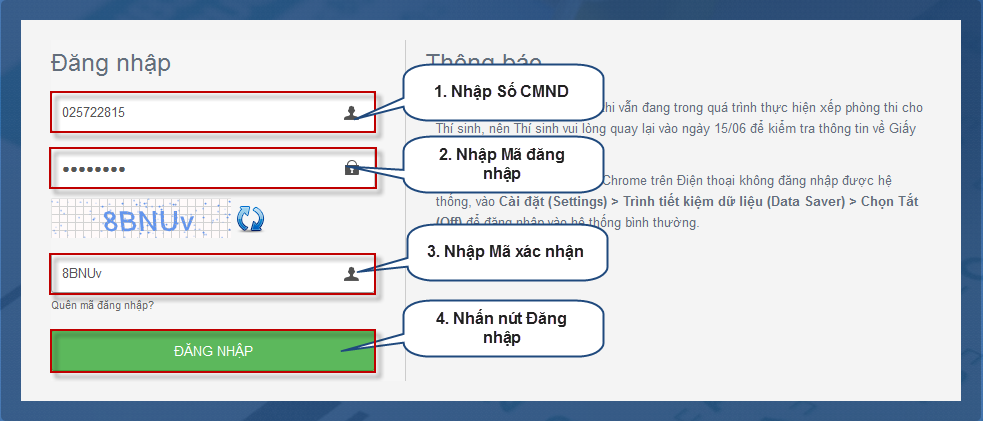 Đăng nhập
025722815
8BNUv
8BNUv
Quên mã đăng nhập?
ĐĂNG NHẬP
Thông báo
thi vẫn đang trong quá trình thực hiện xếp phòng thi cho
Thí sinh, nên Thí sinh vui lòng quay lại vào ngày 15/06 để kiểm tra thông tin về Giấy
Chrome trên Điện thoại không đăng nhập được hệ
thống, vào Cài đặt (Settings) > Trình tiết kiệm dữ liệu (Data Saver) > Chọn Tắt
(Off) để đăng nhập vào hệ thống bình thường.
1. Nhập Số CMND
2. Nhập Mã đăng
nhập
3. Nhập Mã xác nhận
4. Nhấn nút Đăng
nhập